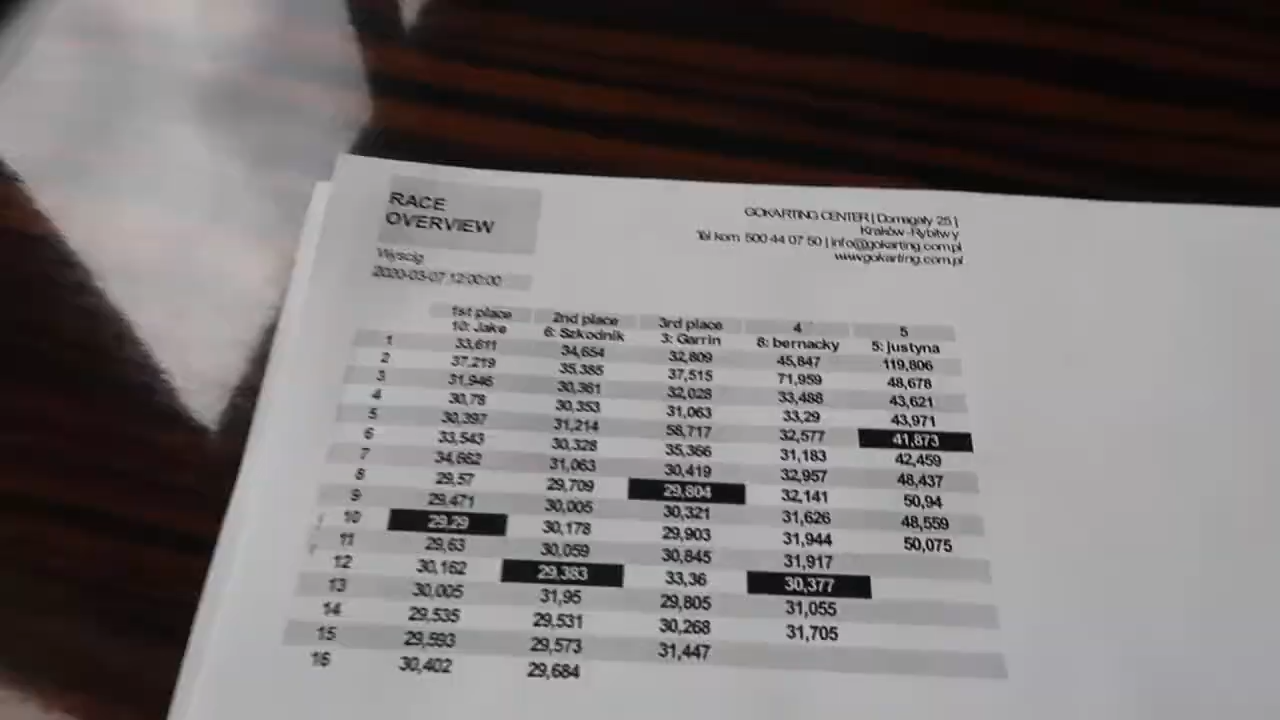 RACE
OVERVIEW
GOKARTING CENTER | Domagały 25 |
Kraków-Rybitwy
Tel kom 500 44 07 50 | info@gokarting.com.pl
www.gokarting.com.pl
Wyscig
2020-03-07 12:00:00
1st place 2nd place 3rd place 4 5
10: Jake 6: Szkodnik 3: Garrin 8: bernacky 5: justyna
1 33,611 34,654 32,809 45,847 119,806
2 37,219 35,385 37,515 71,959 48,678
3 31,946 30,361 32,028 33,488 43,621
4 30,78 30,353 31,063 33,29 43,971
5 30,397 31,214 58,717 32,577 41,873
6 33,543 30,328 35,366 31,183 42,459
7 34,662 31,063 30,419 32,957 48,437
8 29,57 29,709 29,804 32,141 50,94
9 29,471 30,005 30,321 31,626 48,559
10 29,29 30,178 29,903 31,944 50,075
11 29,63 30,059 30,845 31,917
12 30,162 29,383 33,36 30,377
13 30,005 31,95 29,805 31,055
14 29,535 29,531 30,268 31,705
15 29,593 29,573 31,447
16 30,402 29,684